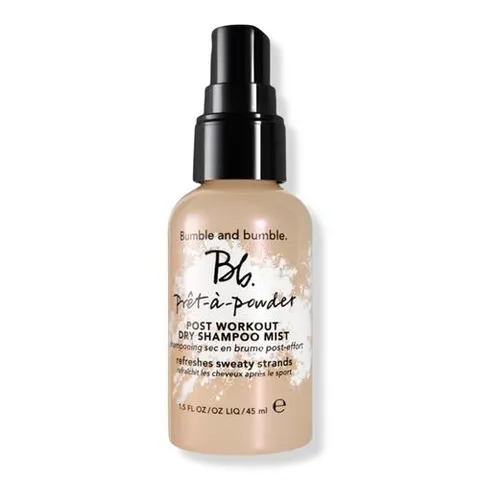 Bumble and bumble.
Bb.
Prêt-à-powder
POST WORKOUT
DRY SHAMPOO MIST
shampooing sec en brume post-effort
refreshes sweaty strands
rafraîchit les cheveux après le sport
1.5 FL OZ/OZ LIQ/45 ml ℮